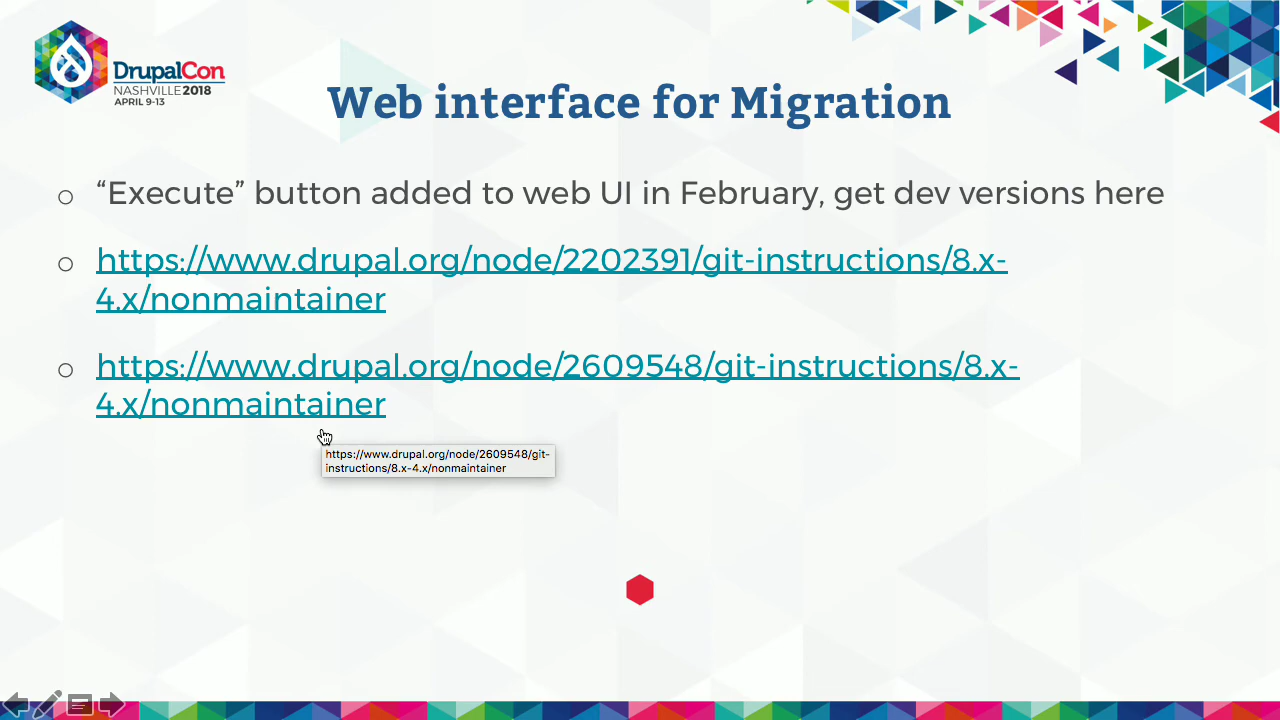 DrupalCon
NASHVILLE 2018
APRIL 9-13
Web interface for Migration
“Execute” button added to web UI in February, get dev versions here
https://www.drupal.org/node/2202391/git-instructions/8.x-
4.x/nonmaintainer
https://www.drupal.org/node/2609548/git-instructions/8.x-
4.x/nonmaintainer
https://www.drupal.org/node/2609548/git-
instructions/8.x-4.x/nonmaintainer